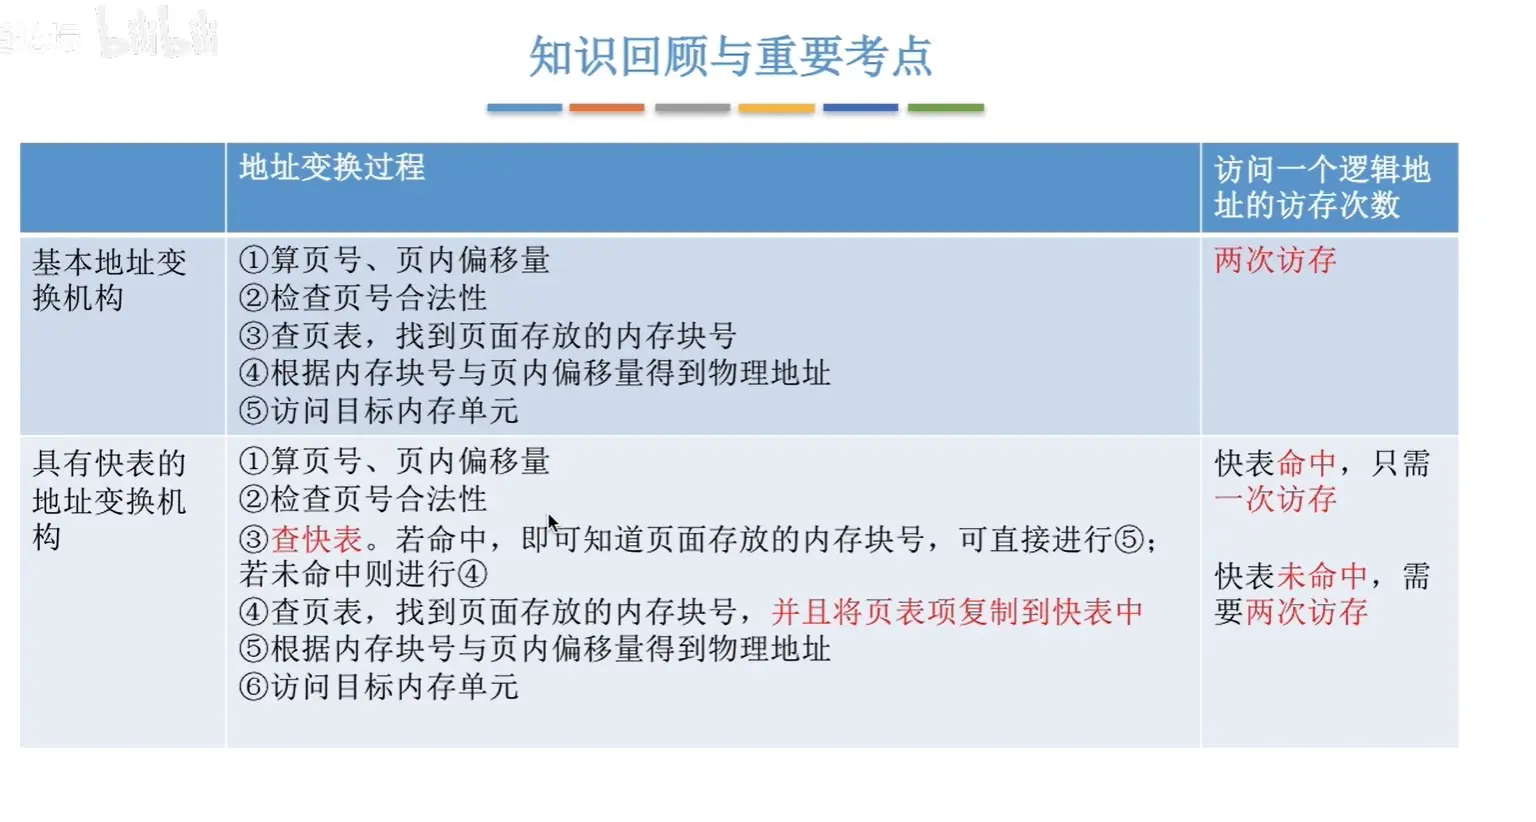 bilibili
知识回顾与重要考点
地址变换过程
访问一个逻辑地
址的访存次数
基本地址变
换机构
①算页号、页内偏移量
②检查页号合法性
③查页表，找到页面存放的内存块号
④根据内存块号与页内偏移量得到物理地址
⑤访问目标内存单元
两次访存
具有快表的
地址变换机
构
①算页号、页内偏移量
②检查页号合法性
③查快表。若命中，即可知道页面存放的内存块号，可直接进行⑤；
若未命中则进行④
④查页表，找到页面存放的内存块号，并且将页表项复制到快表中
⑤根据内存块号与页内偏移量得到物理地址
⑥访问目标内存单元
快表命中，只需
一次访存
快表未命中，需
要两次访存